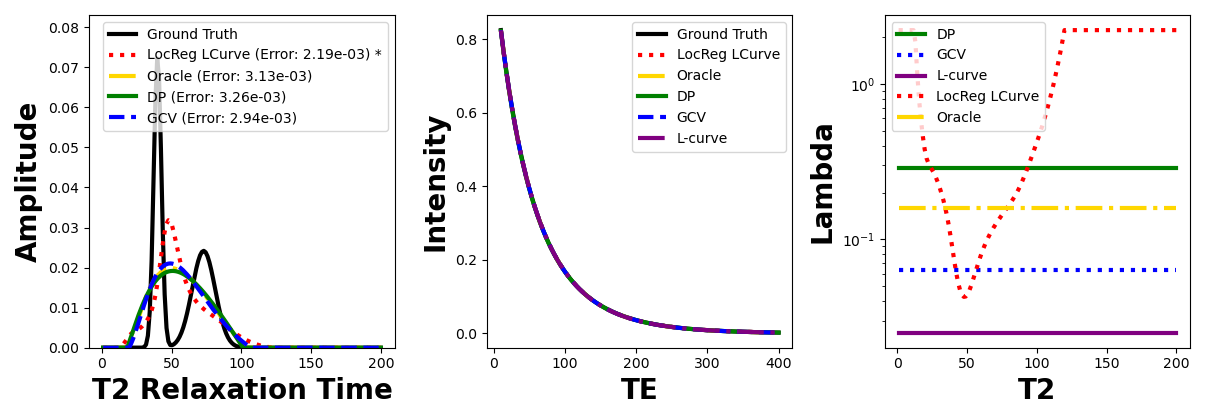 Amplitude
0.08
0.07
0.06
0.05
0.04
0.03
0.02
0.01
0.00
Ground Truth
LocReg LCurve (Error: 2.19e-03) *
Oracle (Error: 3.13e-03)
DP (Error: 3.26e-03)
GCV (Error: 2.94e-03)
0 50 100 150 200
T2 Relaxation Time
Intensity
0.8
0.6
0.4
0.2
0.0
Ground Truth
LocReg LCurve
Oracle
DP
GCV
L-curve
0 100 200 300 400
TE
Lambda
10⁰
10⁻¹
DP
GCV
L-curve
LocReg LCurve
Oracle
0 50 100 150 200
T2